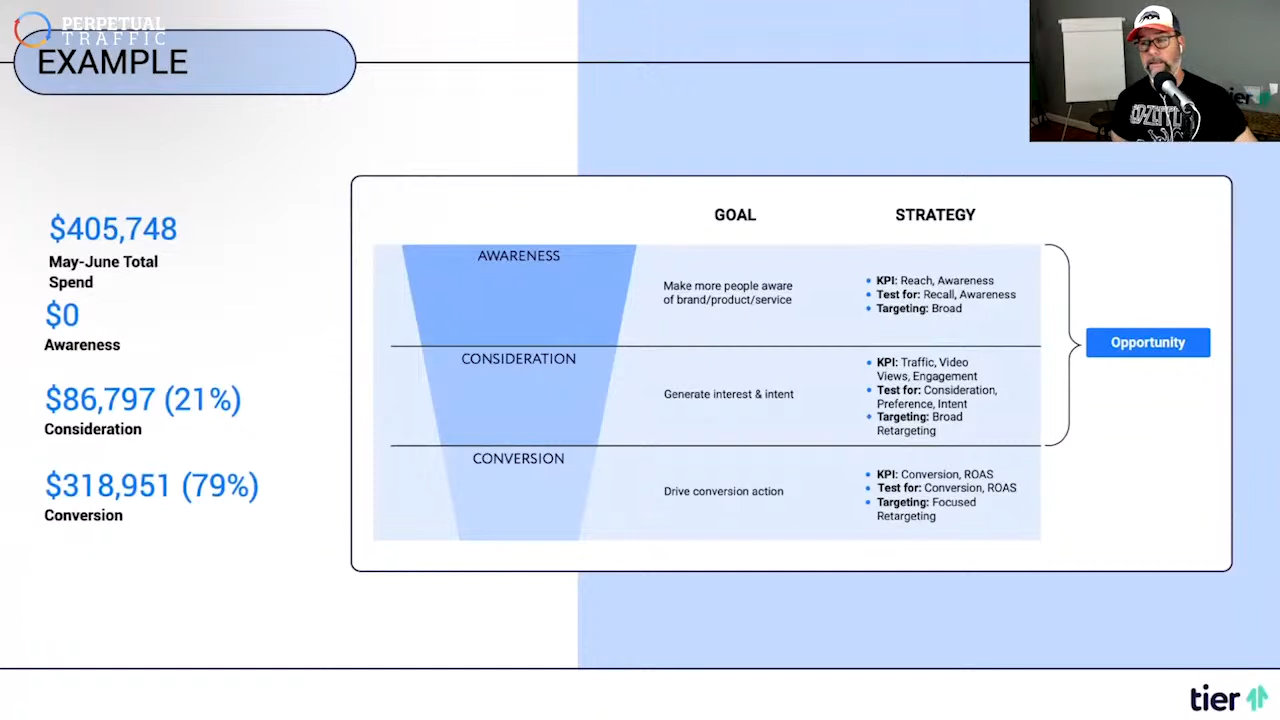 PERPETUAL
TRAFFIC
EXAMPLE
$405,748
May-June Total
Spend
$0
Awareness
$86,797 (21%)
Consideration
$318,951 (79%)
Conversion
GOAL
STRATEGY
AWARENESS
Make more people aware
of brand/product/service
• KPI: Reach, Awareness
• Test for: Recall, Awareness
• Targeting: Broad
CONSIDERATION
Generate interest & intent
• KPI: Traffic, Video
Views, Engagement
• Test for: Consideration,
Preference, Intent
• Targeting: Broad
Retargeting
CONVERSION
Drive conversion action
• KPI: Conversion, ROAS
• Test for: Conversion, ROAS
• Targeting: Focused
Retargeting
Opportunity
tier
tier